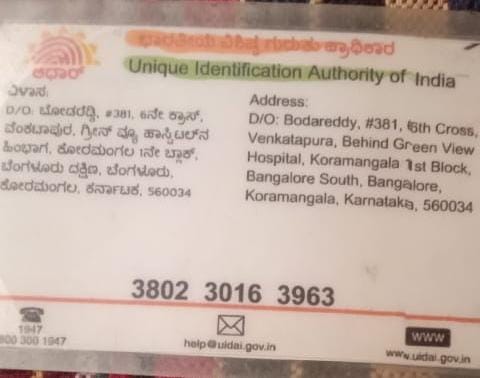 ಭಾರತೀಯ ವಿಶಿಷ್ಟ ಗುರುತು ಪ್ರಾಧಿಕಾರ
Unique Identification Authority of India
ಆಧಾರ್
ವಿಳಾಸ:
D/O: ಬೋದರೆಡ್ಡಿ, #381, 6ನೇ ಕ್ರಾಸ್,
ವೆಂಕಟಾಪುರ, ಗ್ರೀನ್ ವ್ಯೂ ಹಾಸ್ಪಿಟಲ್‌ನ
ಹಿಂಭಾಗ, ಕೋರಮಂಗಲ 1ನೇ ಬ್ಲಾಕ್,
ಬೆಂಗಳೂರು ದಕ್ಷಿಣ, ಬೆಂಗಳೂರು,
ಕೋರಮಂಗಲ, ಕರ್ನಾಟಕ, 560034
Address:
D/O: Bodareddy, #381, 6th Cross,
Venkatapura, Behind Green View
Hospital, Koramangala 1st Block,
Bangalore South, Bangalore,
Koramangala, Karnataka, 560034
3802 3016 3963
1947
800 300 1947
help@uidai.gov.in
WWW
www.uidai.gov.in